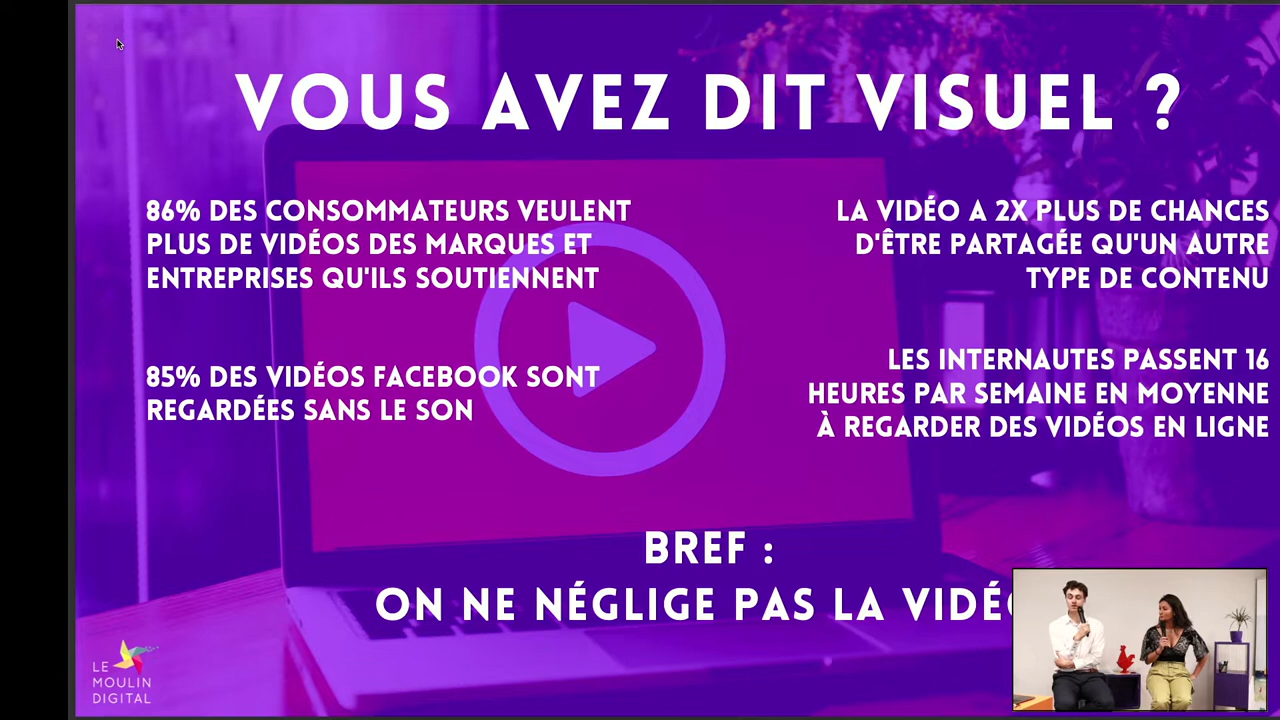 VOUS AVEZ DIT VISUEL ?
86% DES CONSOMMATEURS VEULENT
PLUS DE VIDÉOS DES MARQUES ET
ENTREPRISES QU'ILS SOUTIENNENT
85% DES VIDÉOS FACEBOOK SONT
REGARDÉES SANS LE SON
LA VIDÉO A 2X PLUS DE CHANCES
D'ÊTRE PARTAGÉE QU'UN AUTRE
TYPE DE CONTENU
LES INTERNAUTES PASSENT 16
HEURES PAR SEMAINE EN MOYENNE
À REGARDER DES VIDÉOS EN LIGNE
BREF :
ON NE NÉGLIGE PAS LA
LE
MOULIN
DIGITAL